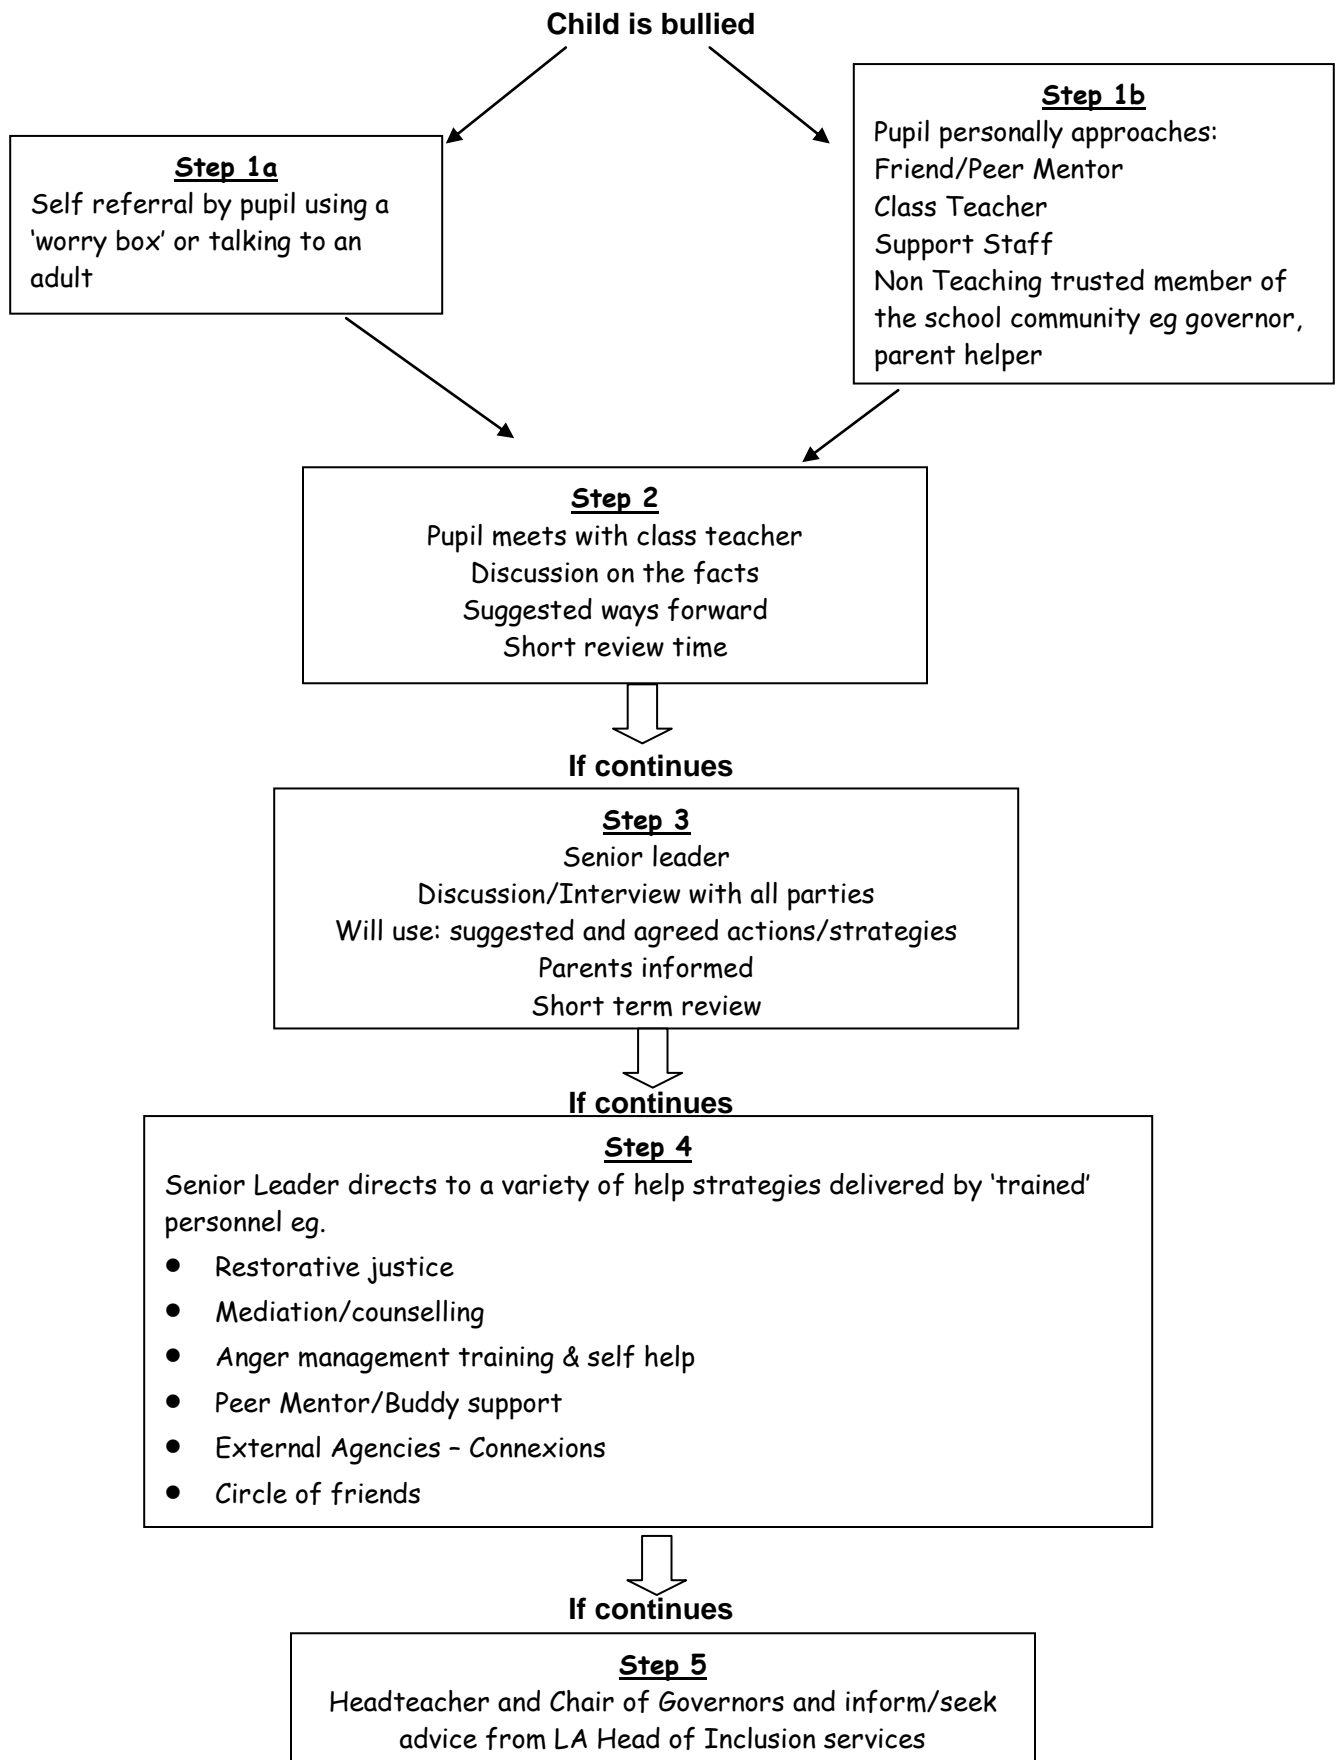 Child is bullied
Step 1a
Self referral by pupil using a
‘worry box’ or talking to an
adult
Step 1b
Pupil personally approaches:
Friend/Peer Mentor
Class Teacher
Support Staff
Non Teaching trusted member of
the school community eg governor,
parent helper
Step 2
Pupil meets with class teacher
Discussion on the facts
Suggested ways forward
Short review time
If continues
Step 3
Senior leader
Discussion/Interview with all parties
Will use: suggested and agreed actions/strategies
Parents informed
Short term review
If continues
Step 4
Senior Leader directs to a variety of help strategies delivered by ‘trained’
personnel eg.
● Restorative justice
● Mediation/counselling
● Anger management training & self help
● Peer Mentor/Buddy support
● External Agencies – Connexions
● Circle of friends
If continues
Step 5
Headteacher and Chair of Governors and inform/seek
advice from LA Head of Inclusion services